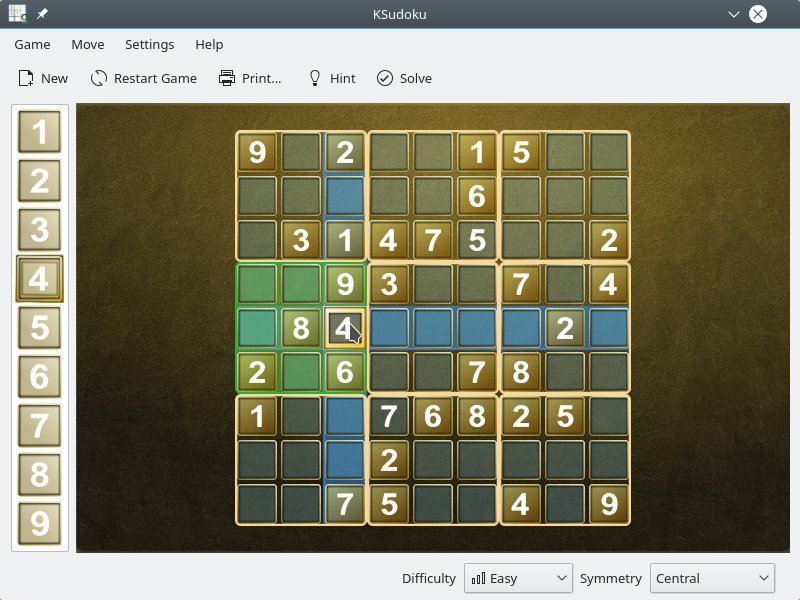 KSudoku
Game Move Settings Help
New Restart Game Print... Hint Solve
1
2
3
4
5
6
7
8
9
9 2 1 5
6
3 1 4 7 5 2
9 3 7 4
8 4 2
2 6 7 8
1 7 6 8 2 5
2
7 5 4 9
Difficulty Easy Symmetry Central